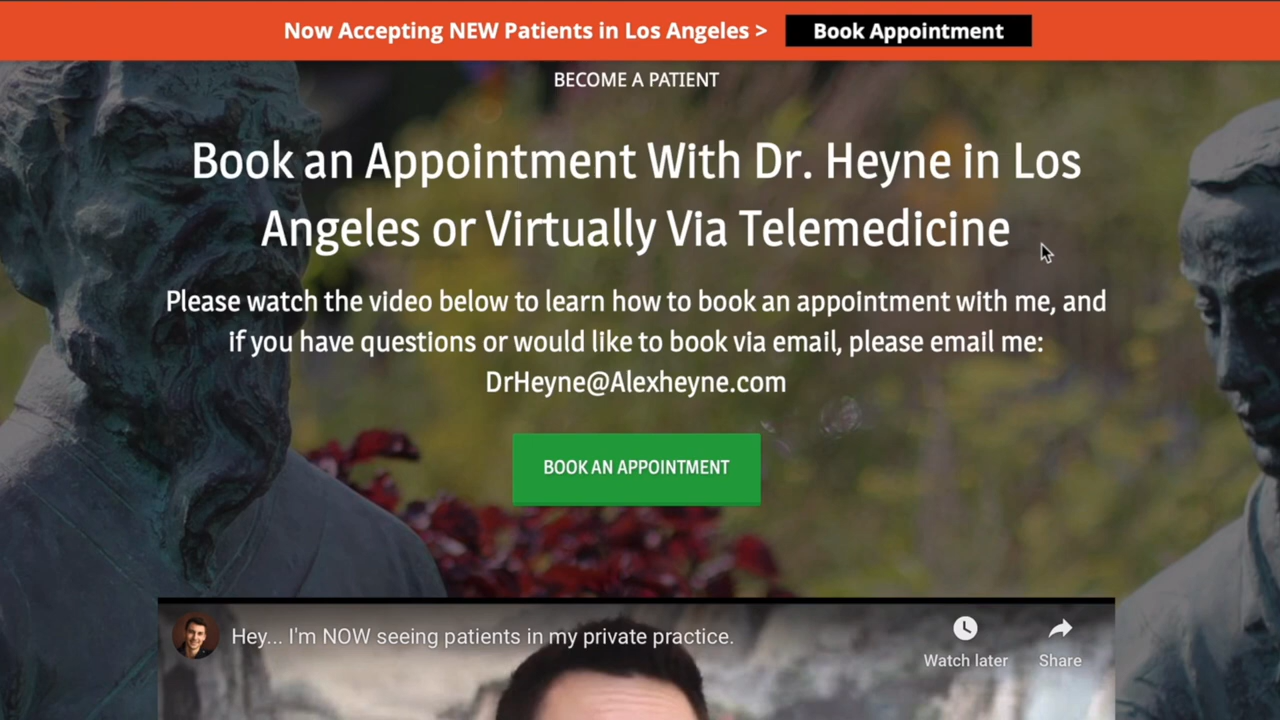 Now Accepting NEW Patients in Los Angeles > Book Appointment
BECOME A PATIENT
Book an Appointment With Dr. Heyne in Los
Angeles or Virtually Via Telemedicine
Please watch the video below to learn how to book an appointment with me, and
if you have questions or would like to book via email, please email me:
DrHeyne@Alexheyne.com
BOOK AN APPOINTMENT
Hey... I'm NOW seeing patients in my private practice.
Watch later
Share